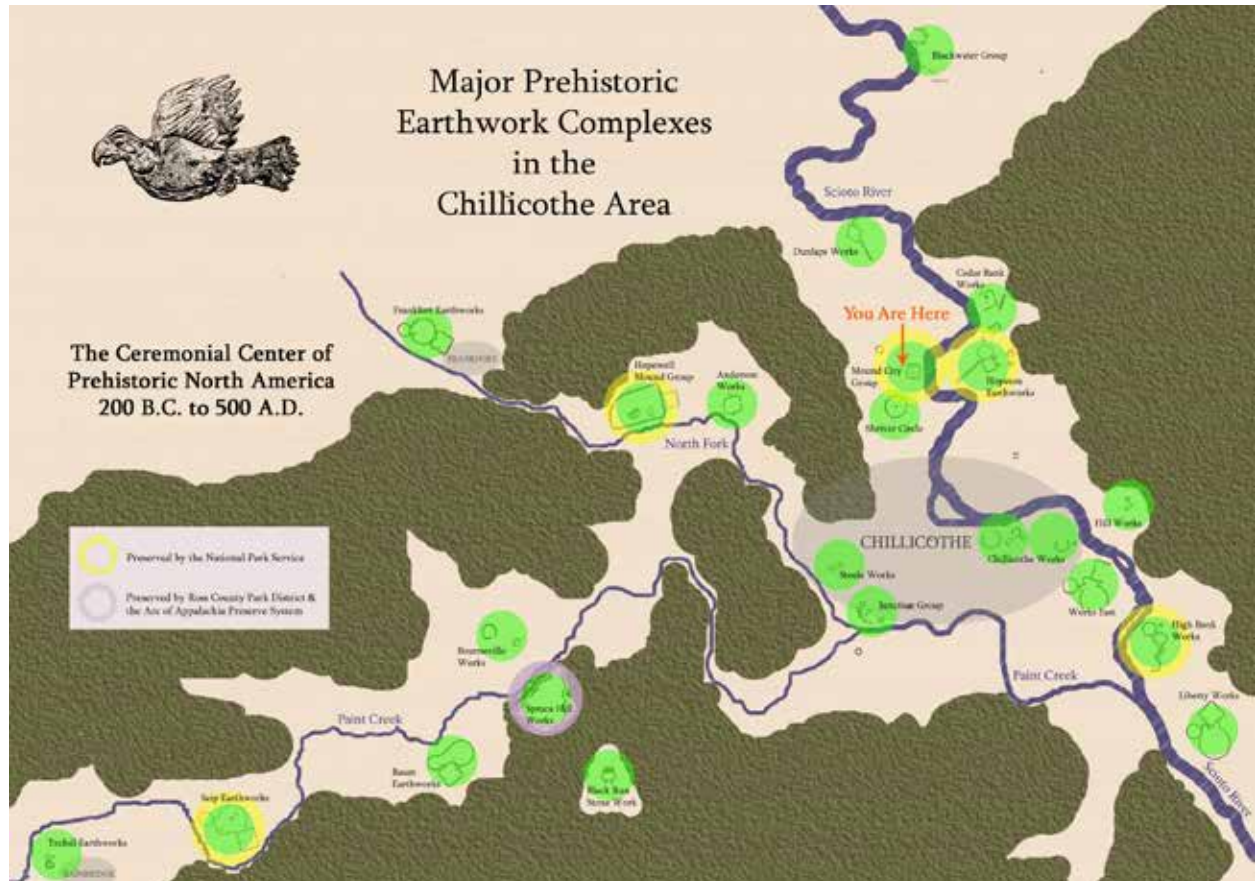 Major Prehistoric
Earthwork Complexes
in the
Chillicothe Area
Blackwater Group
Scioto River
Dunlaps Works
Cedar Bank
Works
You Are Here
Mound City
Group
Hopeton
Earthworks
Shriver Circle
Frankfort Earthworks
FRANKFORT
The Ceremonial Center of
Prehistoric North America
200 B.C. to 500 A.D.
Hopewell
Mound Group
Anderson
Works
North Fork
Preserved by the National Park Service
Preserved by Ross County Park District &
the Arc of Appalachia Preserve System
CHILLICOTHE
Chillicothe Works
Hill Works
Steele Works
Junction Group
Works East
High Bank
Works
Bourneville
Works
Spruce Hill
Works
Paint Creek
Paint Creek
Liberty Works
Scioto River
Baum
Earthworks
Black Run
Stone Work
Seip Earthworks
BAINBRIDGE